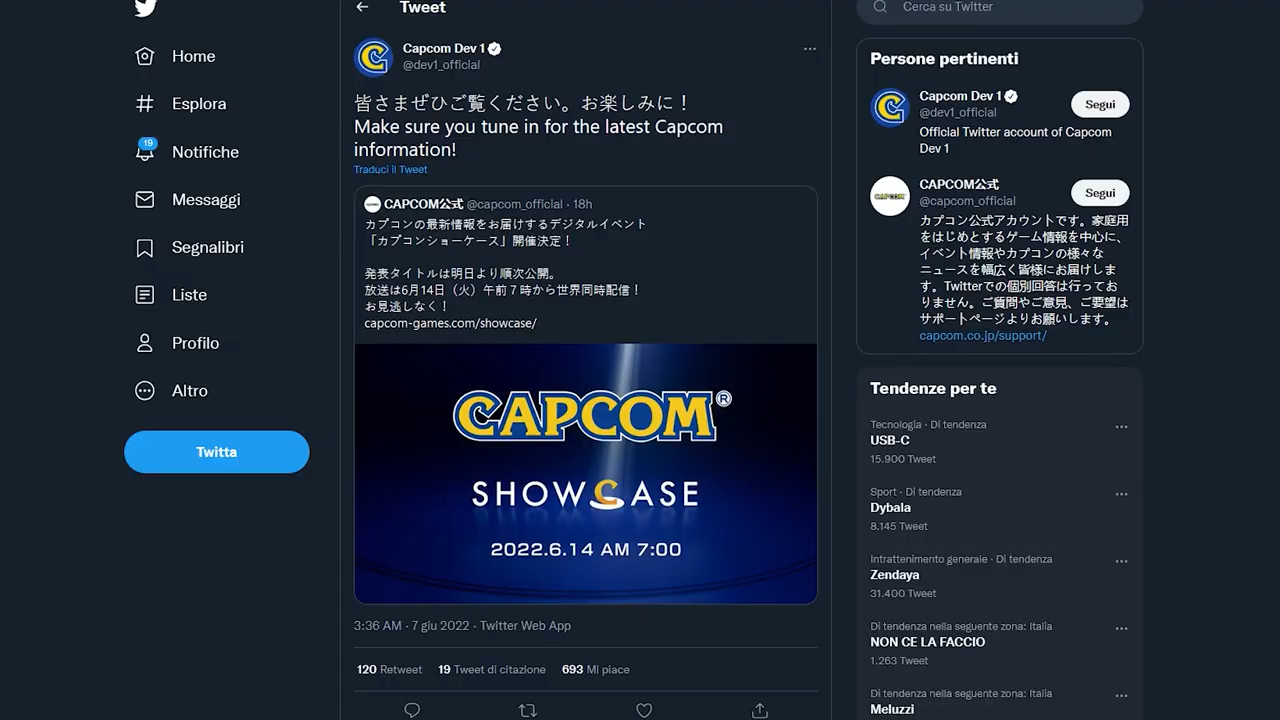 Home
Esplora
19
Notifiche
Messaggi
Segnalibri
Liste
Profilo
Altro
Twitta
Tweet
Capcom Dev 1
@dev1_official
皆さまぜひご覧ください。お楽しみに！
Make sure you tune in for the latest Capcom
information!
Traduci il Tweet
CAPCOM公式 @capcom_official · 18h
カプコンの最新情報をお届けするデジタルイベント
「カプコンショーケース」開催決定！
発表タイトルは明日より順次公開。
放送は6月14日（火）午前７時から世界同時配信！
お見逃しなく！
capcom-games.com/showcase/
CAPCOM®
SHOWCASE
2022.6.14 AM 7:00
3:36 AM · 7 giu 2022 · Twitter Web App
120 Retweet 19 Tweet di citazione 693 Mi piace
Cerca su Twitter
Persone pertinenti
Capcom Dev 1
@dev1_official
Segui
Official Twitter account of Capcom
Dev 1
CAPCOM公式
@capcom_official
Segui
カプコン公式アカウントです。家庭用
をはじめとするゲーム情報を中心に、
イベント情報やカプコンの様々な
ニュースを幅広く皆様にお届けしま
す。Twitterでの個別回答は行ってお
りません。ご質問やご意見、ご要望は
サポートページよりお願いします。
capcom.co.jp/support/
Tendenze per te
Tecnologia · Di tendenza
USB-C
15.900 Tweet
Sport · Di tendenza
Dybala
8.145 Tweet
Intrattenimento generale · Di tendenza
Zendaya
31.400 Tweet
Di tendenza nella seguente zona: Italia
NON CE LA FACCIO
1.263 Tweet
Di tendenza nella seguente zona: Italia
Meluzzi